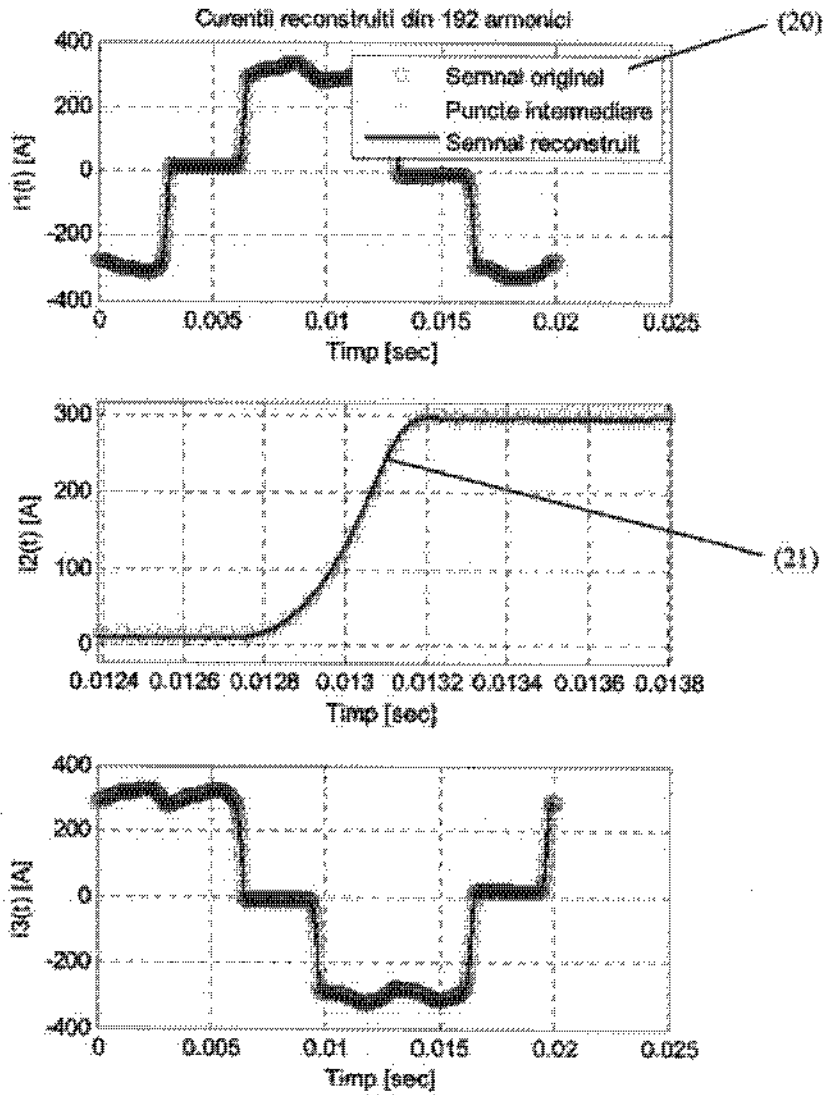 Curentii reconstruiti din 192 armonici
(20)
Semnal originel
Puncte intermediare
Semnal reconstruit
I1(t) [A]
400
200
0
-200
-400
0 0.005 0.01 0.015 0.02 0.025
Timp [sec]
I2(t) [A]
300
200
100
0
(21)
0.0124 0.0126 0.0128 0.013 0.0132 0.0134 0.0136 0.0138
Timp [sec]
I3(t) [A]
400
200
0
-200
-400
0 0.005 0.01 0.015 0.02 0.025
Timp [sec]